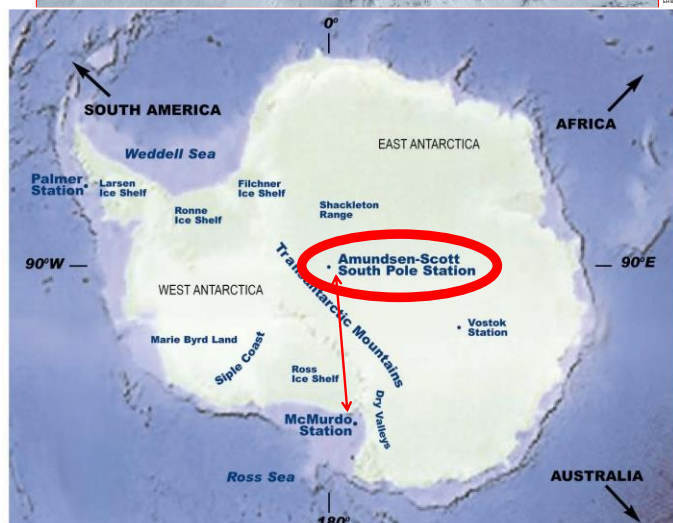 0°
SOUTH AMERICA
AFRICA
EAST ANTARCTICA
Weddell Sea
Palmer
Station
Larsen
Ice Shelf
Filchner
Ice Shelf
Ronne
Ice Shelf
Shackleton
Range
90°W
Transantarctic Mountains
Amundsen-Scott
South Pole Station
90°E
WEST ANTARCTICA
Vostok
Station
Marie Byrd Land
Siple Coast
Ross
Ice Shelf
Dry Valleys
McMurdo
Station
Ross Sea
AUSTRALIA
180°